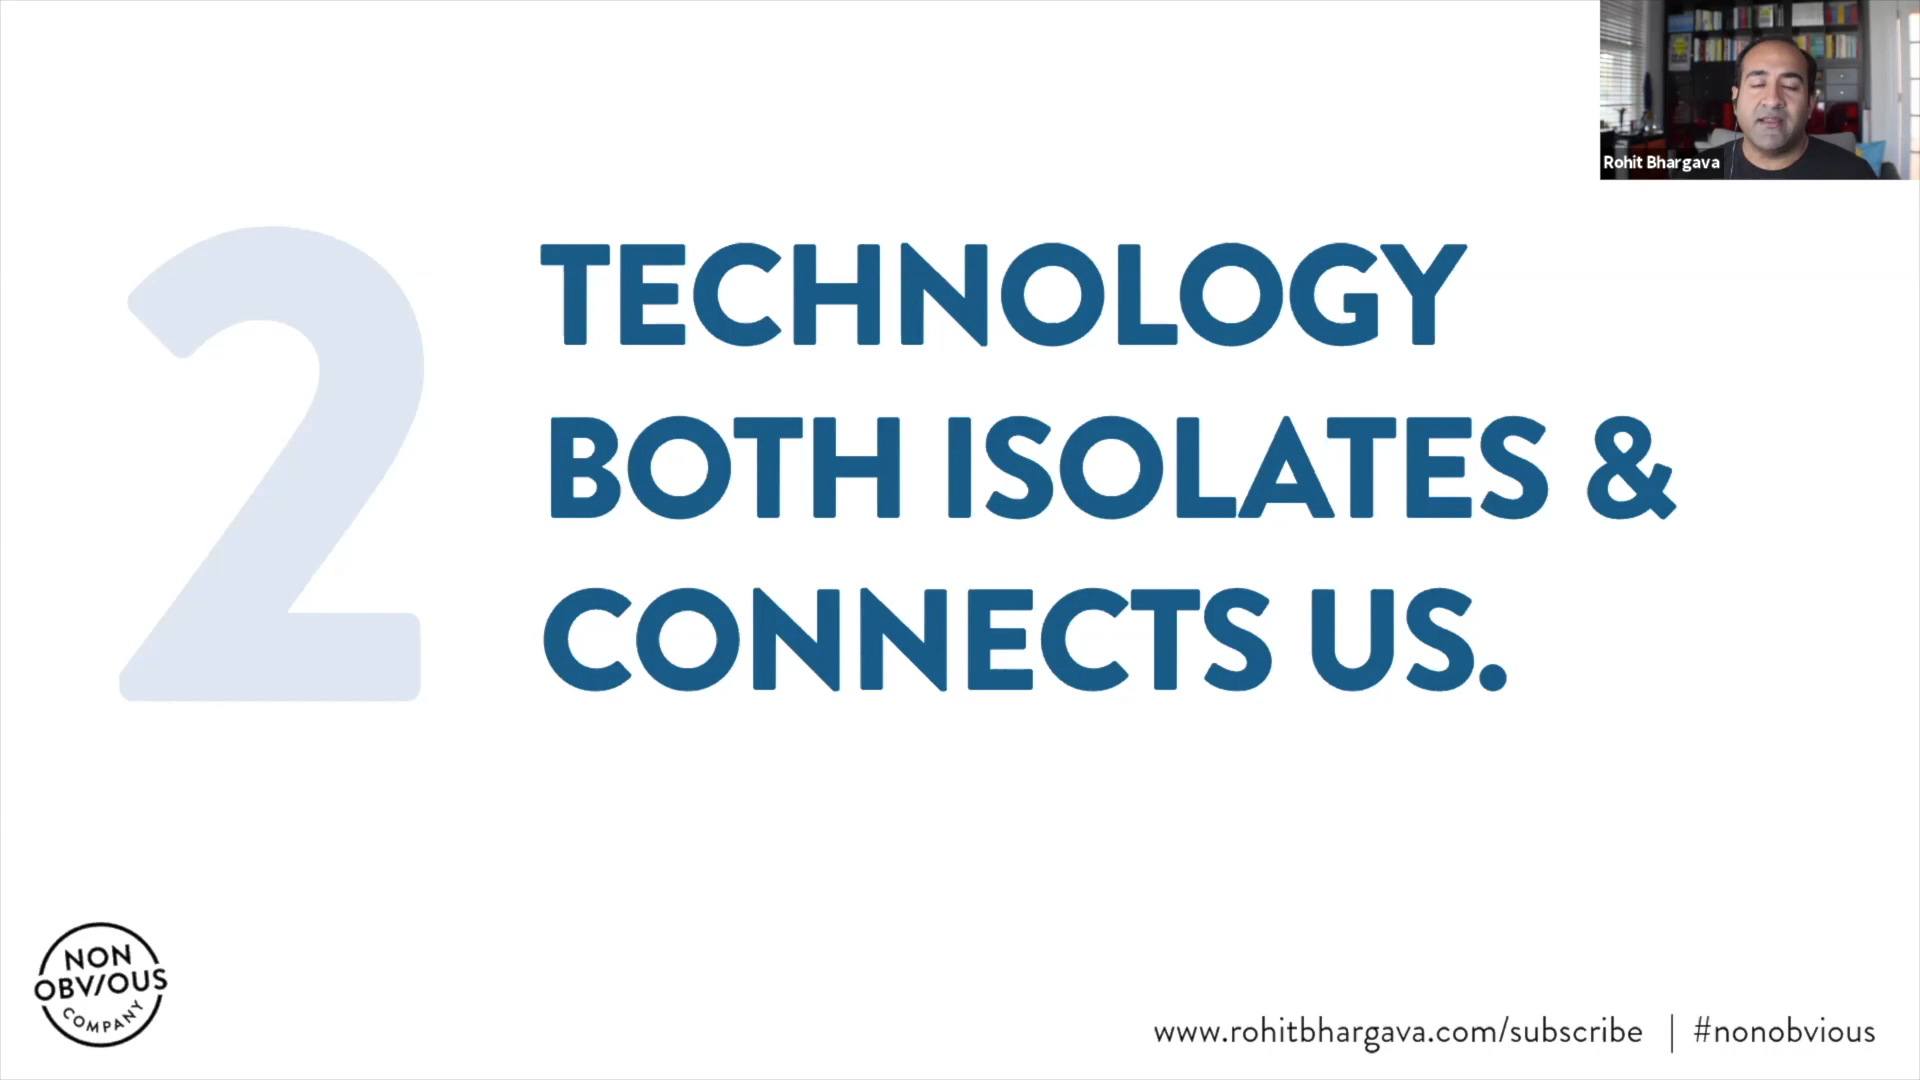 Rohit Bhargava
2
TECHNOLOGY
BOTH ISOLATES &
CONNECTS US.
NON
OBV/OUS
COMPANY
www.rohitbhargava.com/subscribe | #nonobvious